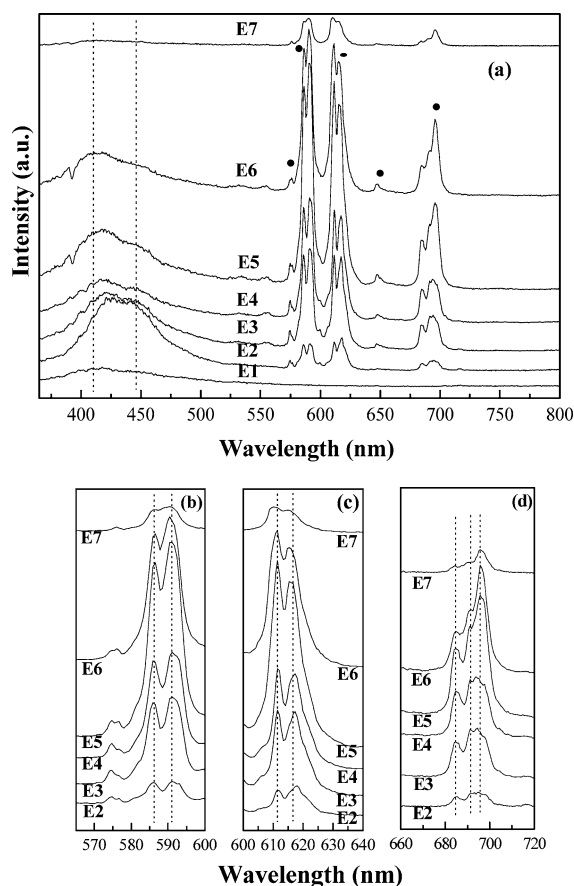 E7
(a)
E6
E5
E4
E3
E2
E1
Intensity (a.u.)
400 450 500 550 600 650 700 750 800
Wavelength (nm)
(b) (c) (d)
E7 E7 E7
E6 E6 E6
E5 E5 E5
E4 E4 E4
E3 E3 E3
E2 E2 E2
570 580 590 600 600 610 620 630 640 660 680 700 720
Wavelength (nm)